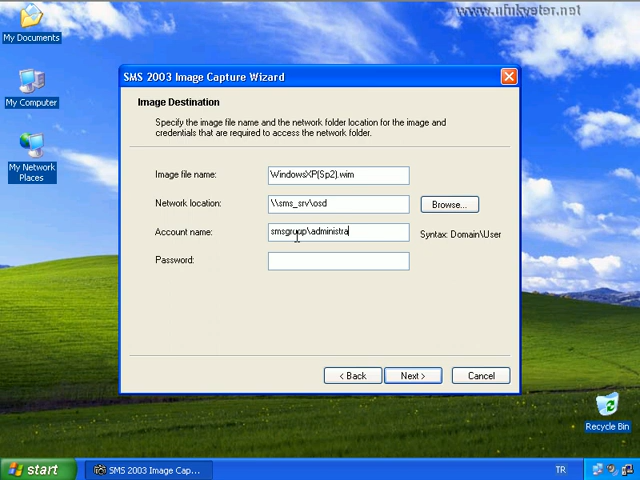 www.ufukyeter.net
My Documents
My Computer
My Network
Places
SMS 2003 Image Capture Wizard
Image Destination
Specify the image file name and the network folder location for the image and
credentials that are required to access the network folder.
Image file name:
WindowsXP(Sp2).wim
Network location:
\\sms_srv\osd
Browse...
Account name:
smsgruop\administra
Syntax: Domain\User
Password:
< Back
Next >
Cancel
Recycle Bin
start
SMS 2003 Image Cap...
TR